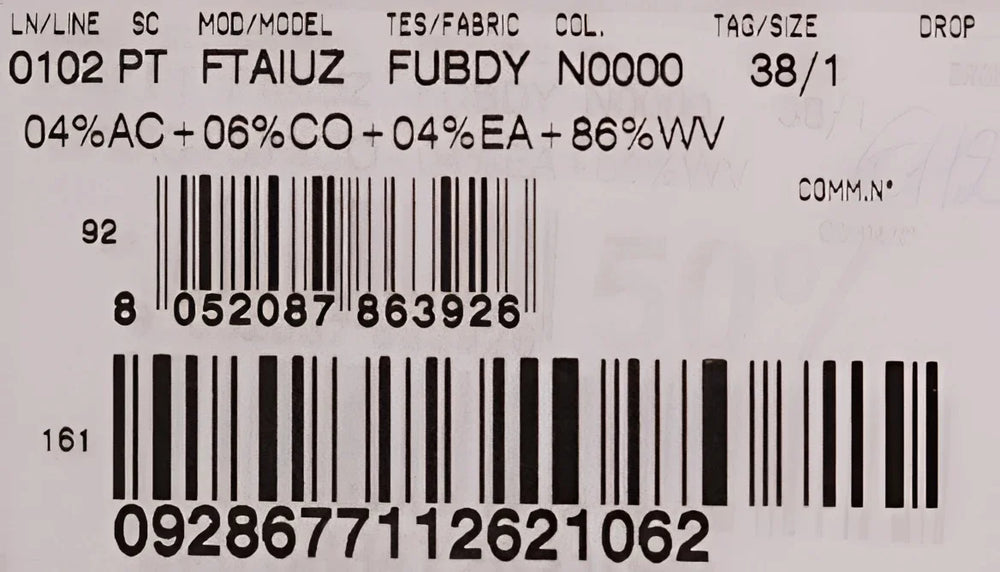 LN/LINE SC MOD/MODEL TES/FABRIC COL. TAG/SIZE DROP
0102 PT FTAIUZ FUBDY N0000 38/1
04%AC+06%CO+04%EA+86%WV
COMM.N°
92
8 052087 863926
161
0928677112621062